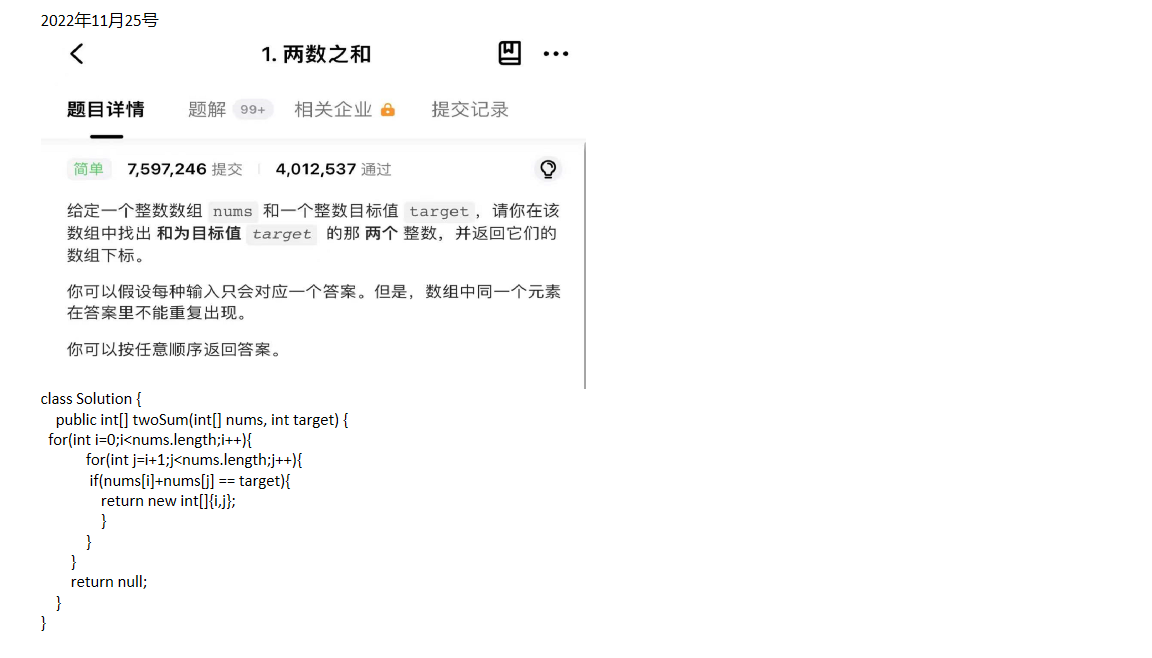 2022年11月25号
1. 两数之和
题目详情 题解 99+ 相关企业 提交记录
简单 7,597,246 提交 4,012,537 通过
给定一个整数数组 nums 和一个整数目标值 target，请你在该
数组中找出 和为目标值 target 的那 两个 整数，并返回它们的
数组下标。
你可以假设每种输入只会对应一个答案。但是，数组中同一个元素
在答案里不能重复出现。
你可以按任意顺序返回答案。
class Solution {
public int[] twoSum(int[] nums, int target) {
for(int i=0;i<nums.length;i++){
for(int j=i+1;j<nums.length;j++){
if(nums[i]+nums[j] == target){
return new int[]{i,j};
}
}
}
return null;
}
}